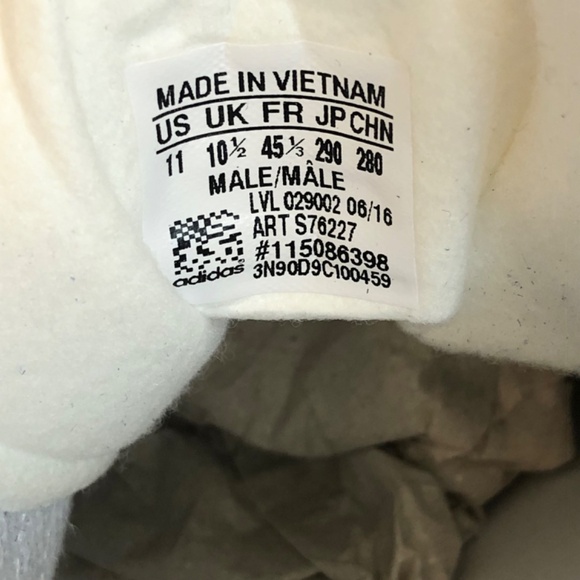 MADE IN VIETNAM
US UK FR JP CHN
11 10½ 45⅓ 290 280
MALE/MÂLE
LVL 029002 06/16
ART S76227
#115086398
adidas 3N90D9C100459